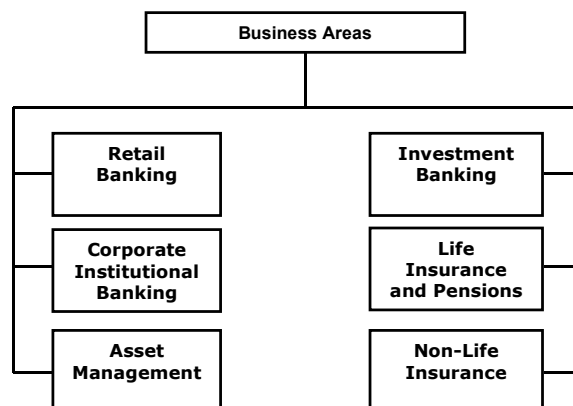 Business Areas
Retail
Banking
Investment
Banking
Corporate
Institutional
Banking
Life
Insurance
and Pensions
Asset
Management
Non-Life
Insurance